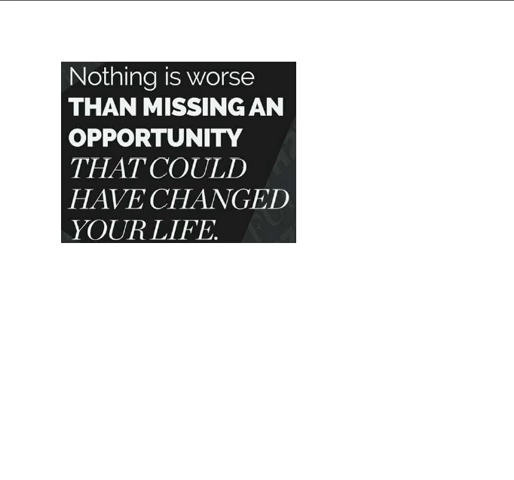 Nothing is worse
THAN MISSING AN
OPPORTUNITY
THAT COULD
HAVE CHANGED
YOUR LIFE.